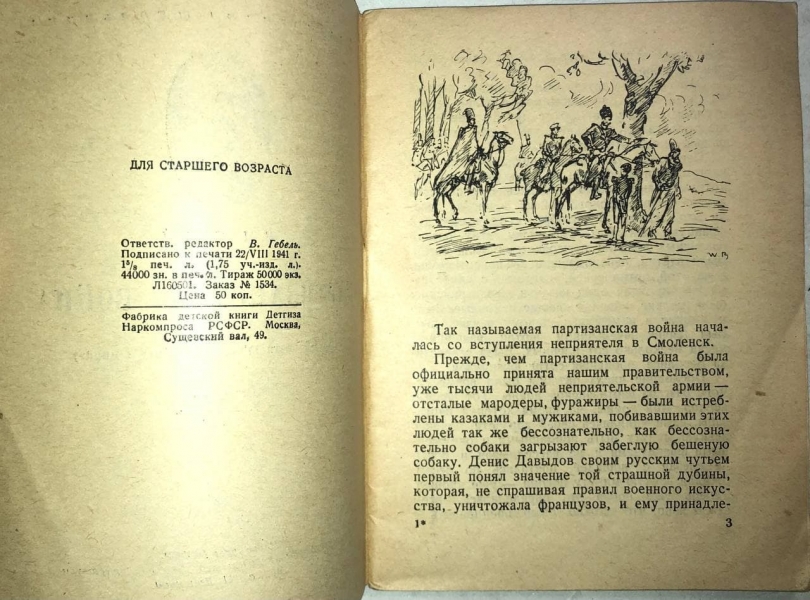 ДЛЯ СТАРШЕГО ВОЗРАСТА
Ответств. редактор В. Гебель.
Подписано к печати 22/VIII 1941 г.
1⁵/₈ печ. л. (1,75 уч.-изд. л.).
44000 зн. в печ. л. Тираж 50000 экз.
Л160501. Заказ № 1534.
Цена 50 коп.
Фабрика детской книги Детгиза
Наркомпроса РСФСР. Москва,
Сущевский вал, 49.
Так называемая партизанская война нача-
лась со вступления неприятеля в Смоленск.
Прежде, чем партизанская война была
официально принята нашим правительством,
уже тысячи людей неприятельской армии —
отсталые мародеры, фуражиры — были истреб-
лены казаками и мужиками, побивавшими этих
людей так же бессознательно, как бессозна-
тельно собаки загрызают забеглую бешеную
собаку. Денис Давыдов своим русским чутьем
первый понял значение той страшной дубины,
которая, не спрашивая правил военного искус-
ства, уничтожала французов, и ему принадле-
1*
3